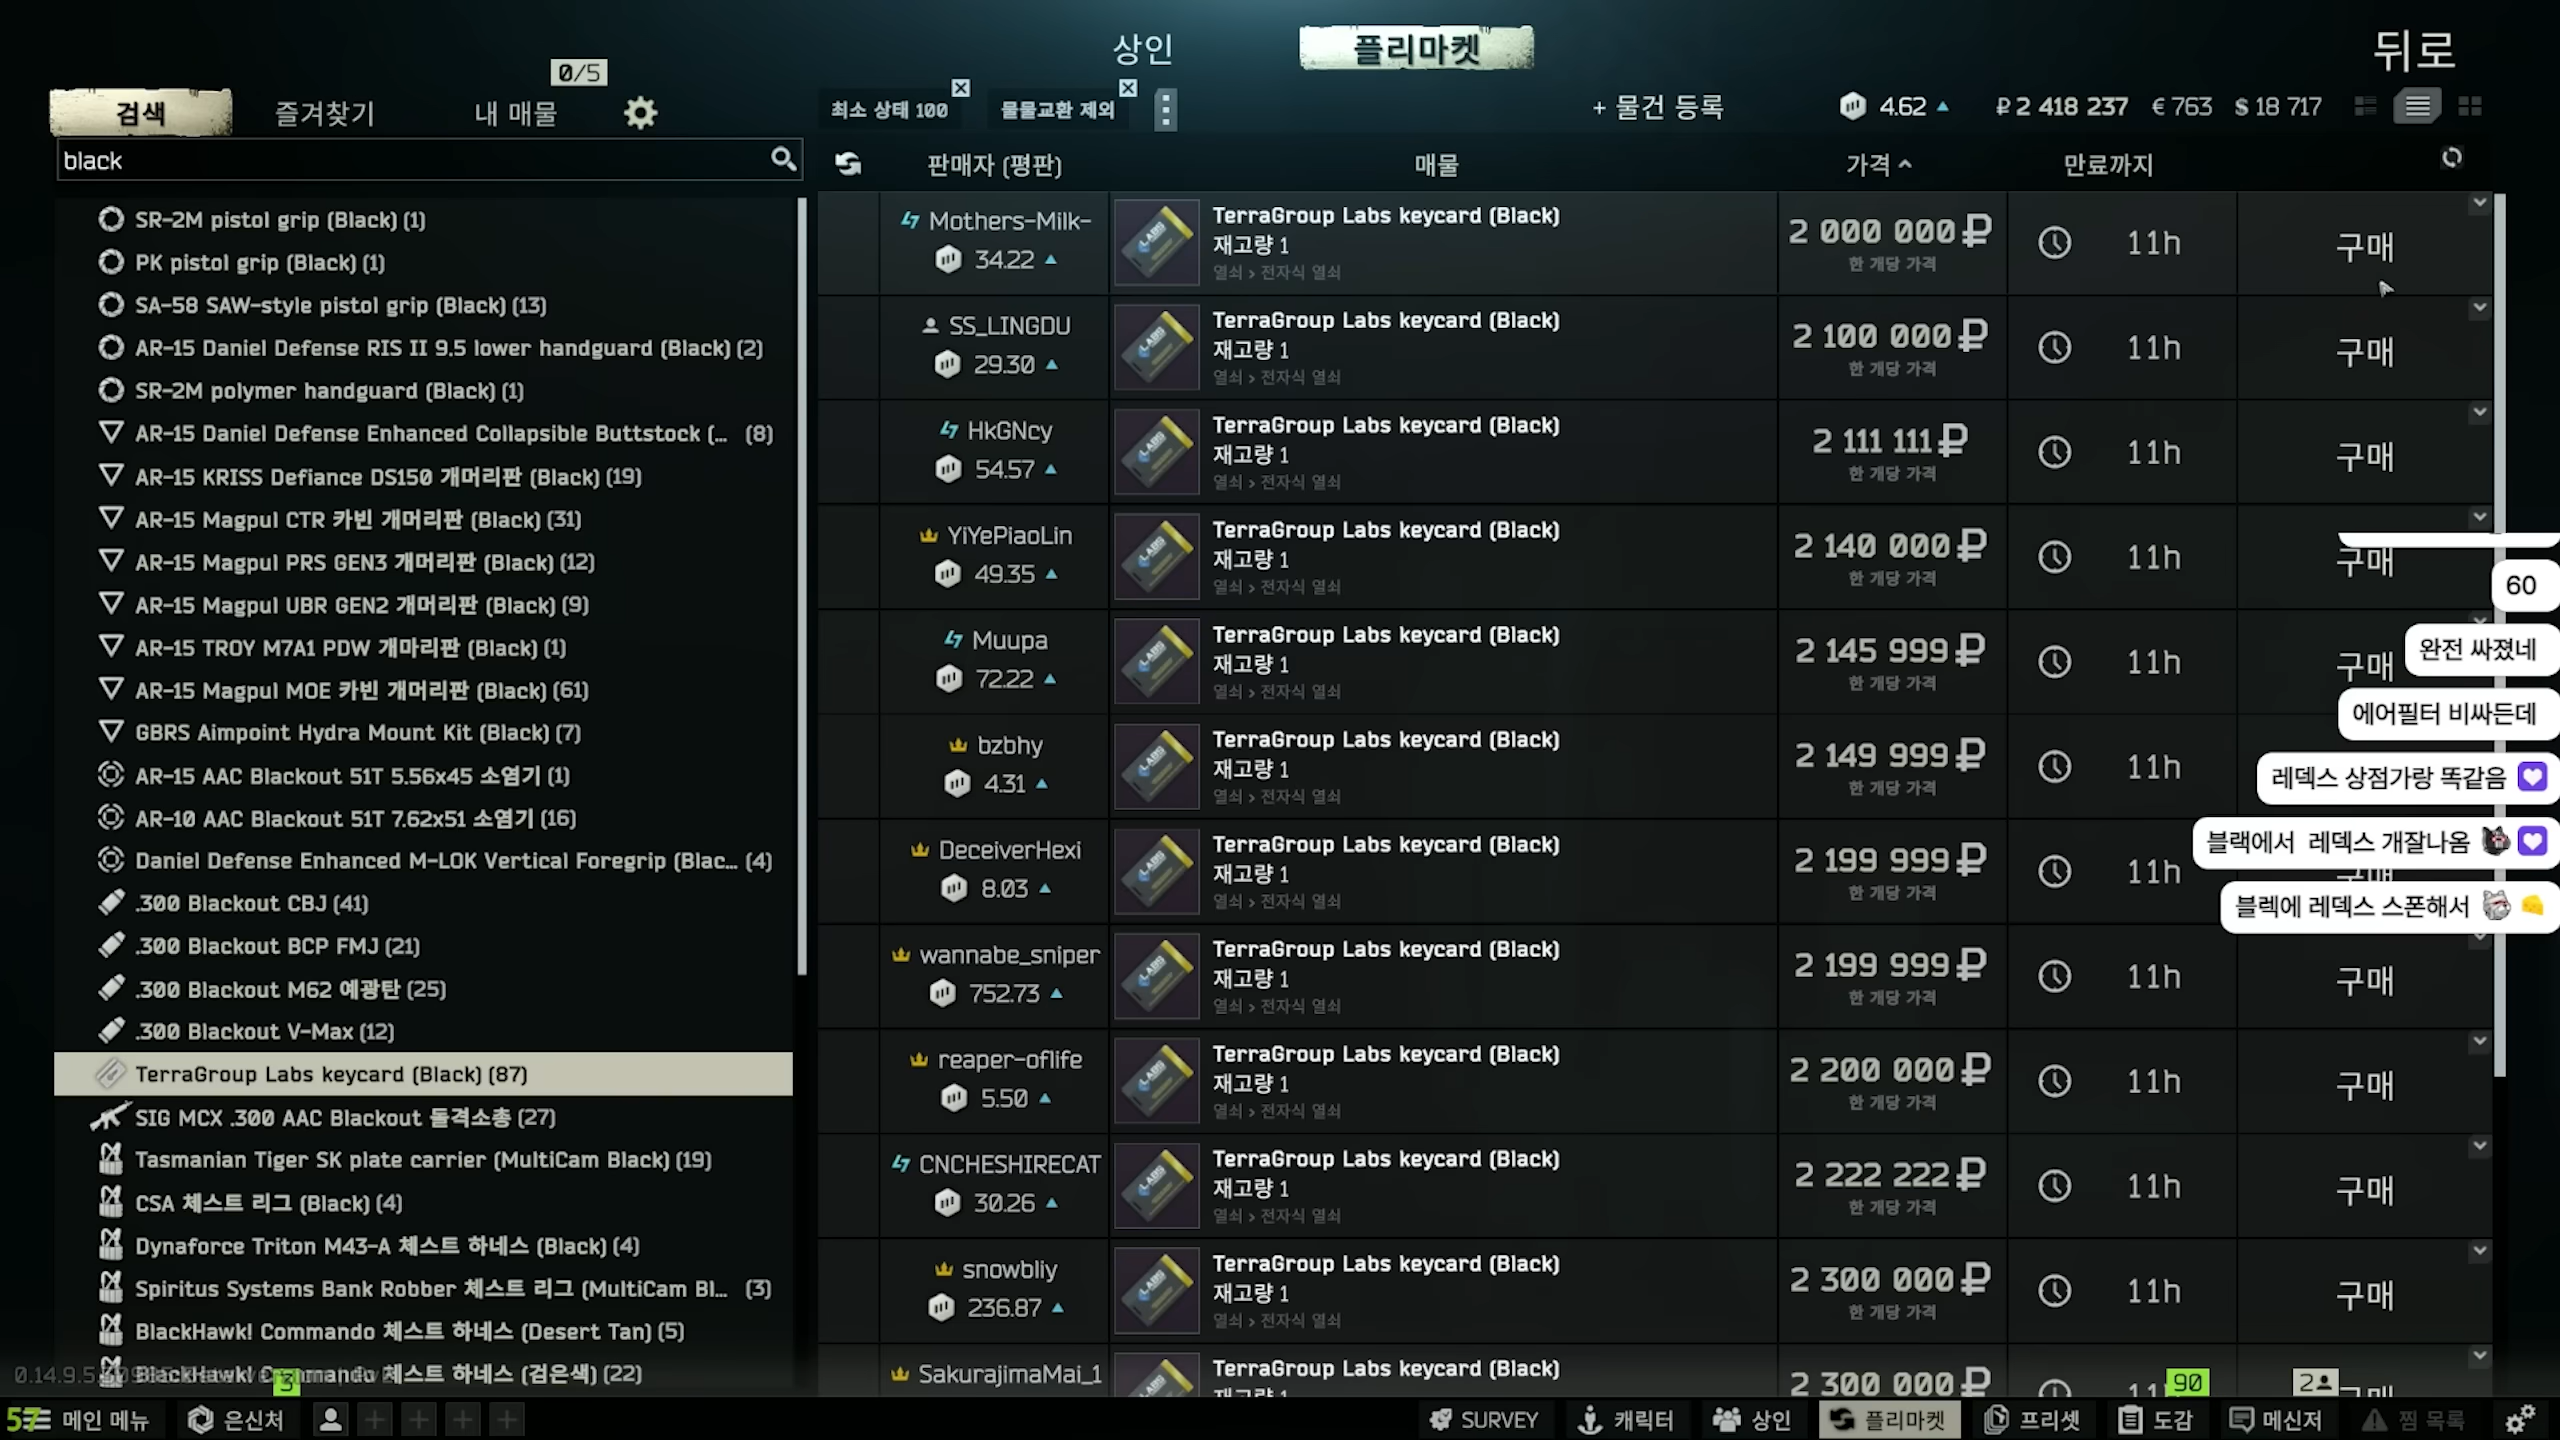 상인
플리마켓
뒤로
0/5
검색
즐겨찾기
내 매물
최소 상태 100
물물교환 제외
+ 물건 등록
4.62
₽ 2 418 237
€ 763
$ 18 717
black
판매자 (평판)
매물
가격
만료까지
SR-2M pistol grip (Black) (1)
PK pistol grip (Black) (1)
SA-58 SAW-style pistol grip (Black) (13)
AR-15 Daniel Defense RIS II 9.5 lower handguard (Black) (2)
SR-2M polymer handguard (Black) (1)
AR-15 Daniel Defense Enhanced Collapsible Buttstock (... (8)
AR-15 KRISS Defiance DS150 개머리판 (Black) (19)
AR-15 Magpul CTR 카빈 개머리판 (Black) (31)
AR-15 Magpul PRS GEN3 개머리판 (Black) (12)
AR-15 Magpul UBR GEN2 개머리판 (Black) (9)
AR-15 TROY M7A1 PDW 개마리판 (Black) (1)
AR-15 Magpul MOE 카빈 개머리판 (Black) (61)
GBRS Aimpoint Hydra Mount Kit (Black) (7)
AR-15 AAC Blackout 51T 5.56x45 소염기 (1)
AR-10 AAC Blackout 51T 7.62x51 소염기 (16)
Daniel Defense Enhanced M-LOK Vertical Foregrip (Blac... (4)
.300 Blackout CBJ (41)
.300 Blackout BCP FMJ (21)
.300 Blackout M62 예광탄 (25)
.300 Blackout V-Max (12)
TerraGroup Labs keycard (Black) (87)
SIG MCX .300 AAC Blackout 돌격소총 (27)
Tasmanian Tiger SK plate carrier (MultiCam Black) (19)
CSA 체스트 리그 (Black) (4)
Dynaforce Triton M43-A 체스트 하네스 (Black) (4)
Spiritus Systems Bank Robber 체스트 리그 (MultiCam Bl... (3)
BlackHawk! Commando 체스트 하네스 (Desert Tan) (5)
BlackHawk! Commando 체스트 하네스 (검은색) (22)
Mothers-Milk-
34.22
TerraGroup Labs keycard (Black)
재고량 1
열쇠 › 전자식 열쇠
2 000 000 ₽
한 개당 가격
11h
구매
SS_LINGDU
29.30
TerraGroup Labs keycard (Black)
재고량 1
열쇠 › 전자식 열쇠
2 100 000 ₽
한 개당 가격
11h
구매
HkGNcy
54.57
TerraGroup Labs keycard (Black)
재고량 1
열쇠 › 전자식 열쇠
2 111 111 ₽
한 개당 가격
11h
구매
YiYePiaoLin
49.35
TerraGroup Labs keycard (Black)
재고량 1
열쇠 › 전자식 열쇠
2 140 000 ₽
한 개당 가격
11h
구매
Muupa
72.22
TerraGroup Labs keycard (Black)
재고량 1
열쇠 › 전자식 열쇠
2 145 999 ₽
한 개당 가격
11h
구매
bzbhy
4.31
TerraGroup Labs keycard (Black)
재고량 1
열쇠 › 전자식 열쇠
2 149 999 ₽
한 개당 가격
11h
DeceiverHexi
8.03
TerraGroup Labs keycard (Black)
재고량 1
열쇠 › 전자식 열쇠
2 199 999 ₽
한 개당 가격
11h
구매
wannabe_sniper
752.73
TerraGroup Labs keycard (Black)
재고량 1
열쇠 › 전자식 열쇠
2 199 999 ₽
한 개당 가격
11h
구매
reaper-oflife
5.50
TerraGroup Labs keycard (Black)
재고량 1
열쇠 › 전자식 열쇠
2 200 000 ₽
한 개당 가격
11h
구매
CNCHESHIRECAT
30.26
TerraGroup Labs keycard (Black)
재고량 1
열쇠 › 전자식 열쇠
2 222 222 ₽
한 개당 가격
11h
구매
snowbliy
236.87
TerraGroup Labs keycard (Black)
재고량 1
열쇠 › 전자식 열쇠
2 300 000 ₽
한 개당 가격
11h
구매
SakurajimaMai_1
TerraGroup Labs keycard (Black)
재고량 1
2 300 000 ₽
60
완전 싸졌네
에어필터 비싸든데
레덱스 상점가랑 똑같음
블랙에서 레덱스 개잘나옴
블렉에 레덱스 스폰해서
3
90
2
57
메인 메뉴
은신처
SURVEY
캐릭터
상인
플리마켓
프리셋
도감
메신저
찜 목록